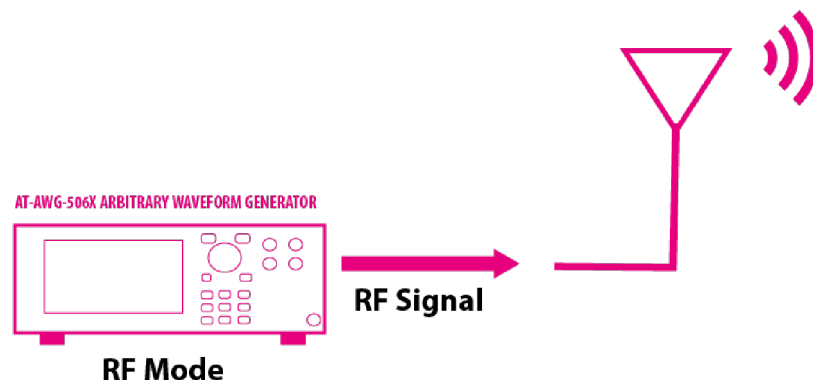 AT-AWG-506X ARBITRARY WAVEFORM GENERATOR
RF Signal
RF Mode